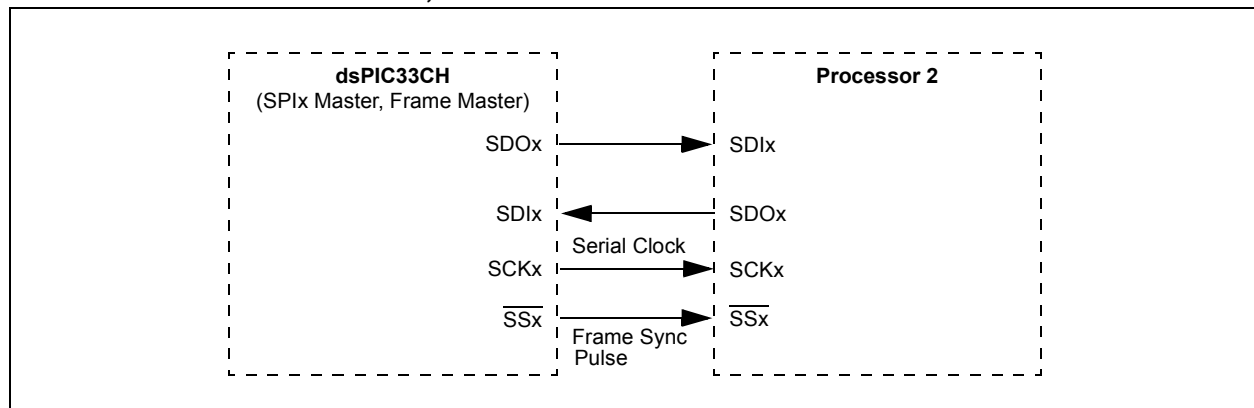 dsPIC33CH
(SPIx Master, Frame Master)
Processor 2
SDOx
SDIx
SDIx
SDOx
Serial Clock
SCKx
SCKx
SSx
SSx
Frame Sync
Pulse